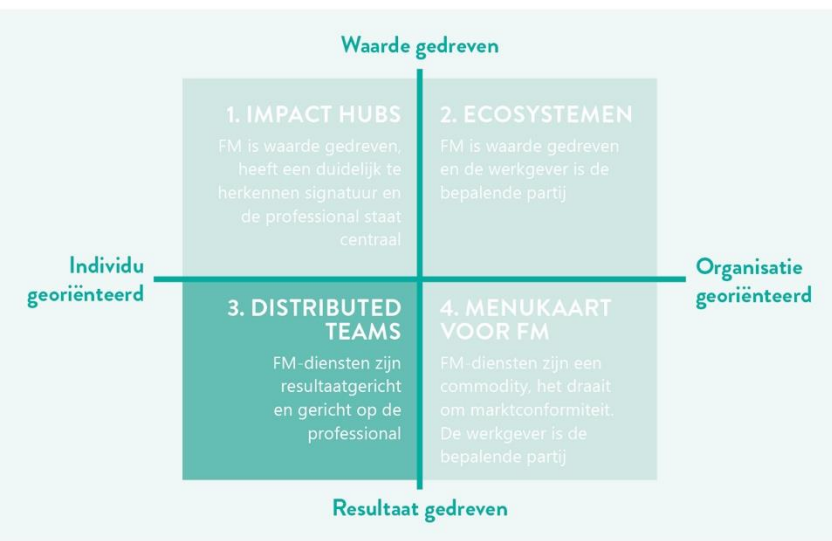 Waarde gedreven
1. IMPACT HUBS
FM is waarde gedreven,
heeft een duidelijk te
herkennen signatuur en
de professional staat
centraal
2. ECOSYSTEMEN
FM is waarde gedreven
en de werkgever is de
bepalende partij
Individu
georiënteerd
Organisatie
georiënteerd
3. DISTRIBUTED
TEAMS
FM-diensten zijn
resultaatgericht
en gericht op de
professional
4. MENUKAART
VOOR FM
FM-diensten zijn een
commodity, het draait
om marktconformiteit.
De werkgever is de
bepalende partij
Resultaat gedreven